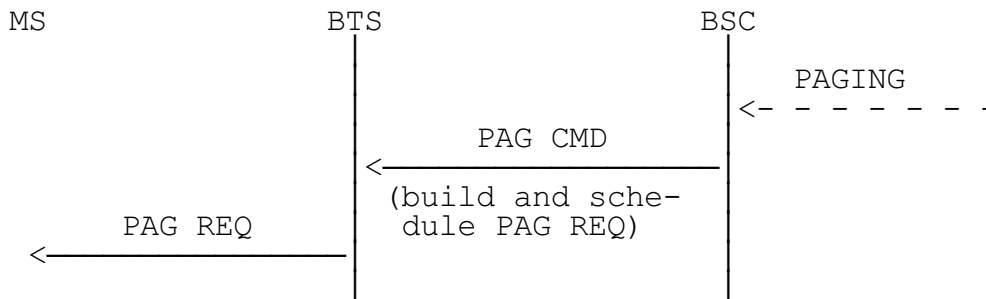 MS BTS BSC
PAGING
PAG CMD
(build and sche-
dule PAG REQ)
PAG REQ